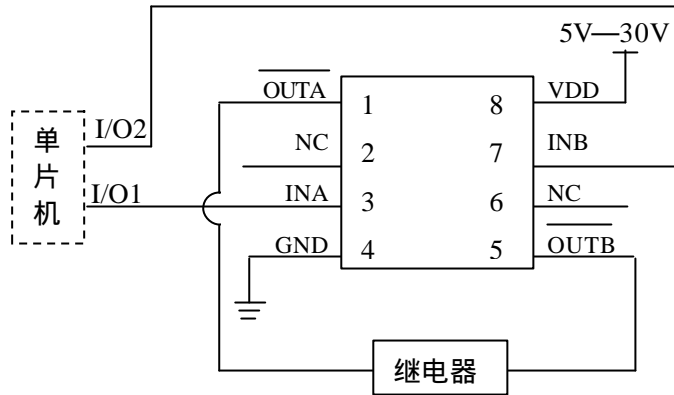 5V—30V
OUTA
1
8
VDD
单片机
I/O2
NC
2
7
INB
I/O1
INA
3
6
NC
GND
4
5
OUTB
继电器